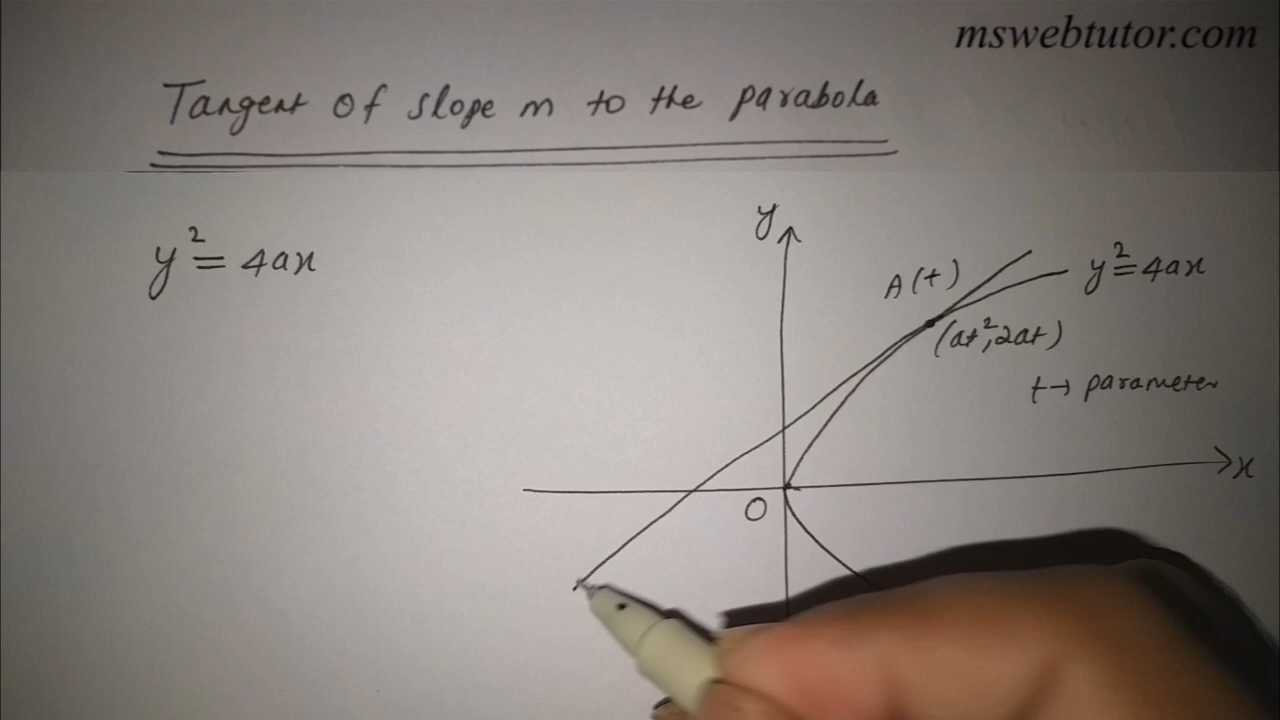 mswebtutor.com
Tangent of slope m to the parabola
y² = 4ax
y
A(t)
y² = 4ax
(at², 2at)
t → parameter
x
O